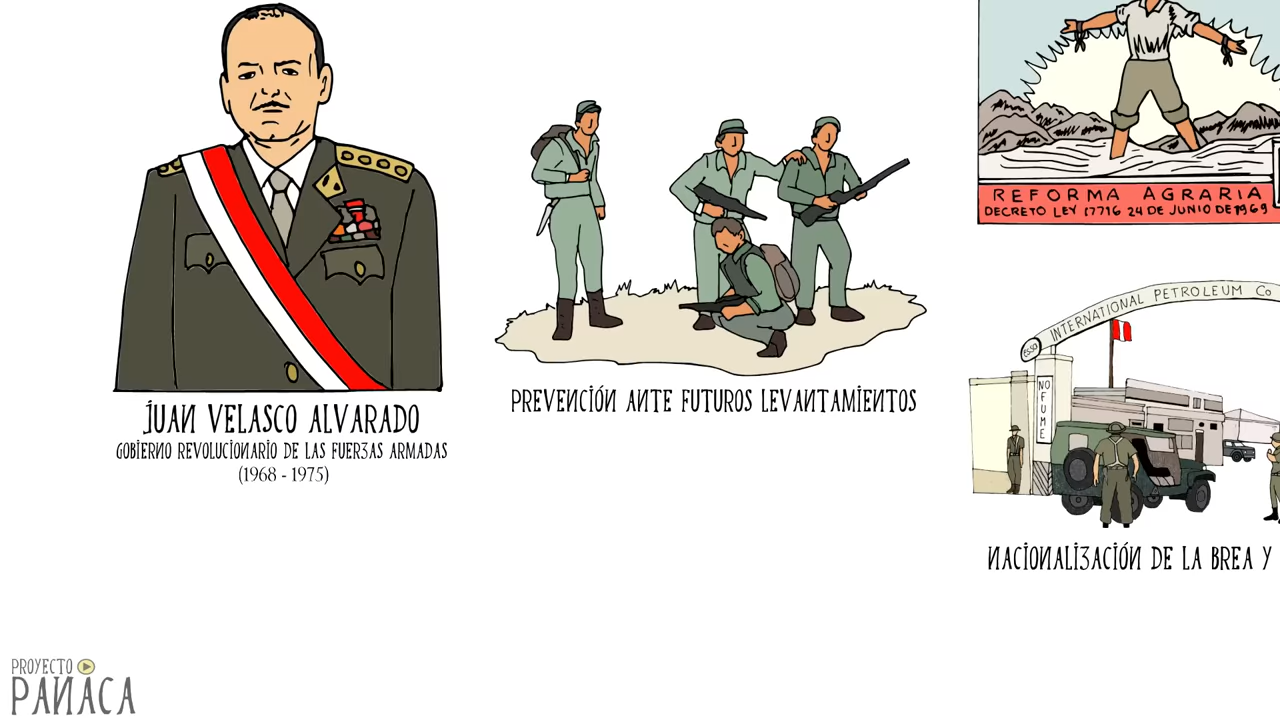 JUAN VELASCO ALVARADO
GOBIERNO REVOLUCIONARIO DE LAS FUERZAS ARMADAS
(1968 - 1975)
PREVENCIÓN ANTE FUTUROS LEVANTAMIENTOS
REFORMA AGRARIA
DECRETO LEY 17716 24 DE JUNIO DE 1969
INTERNATIONAL PETROLEUM Co
ESSO
NO FUME
NACIONALIZACIÓN DE LA BREA Y
PROYECTO
PANACA